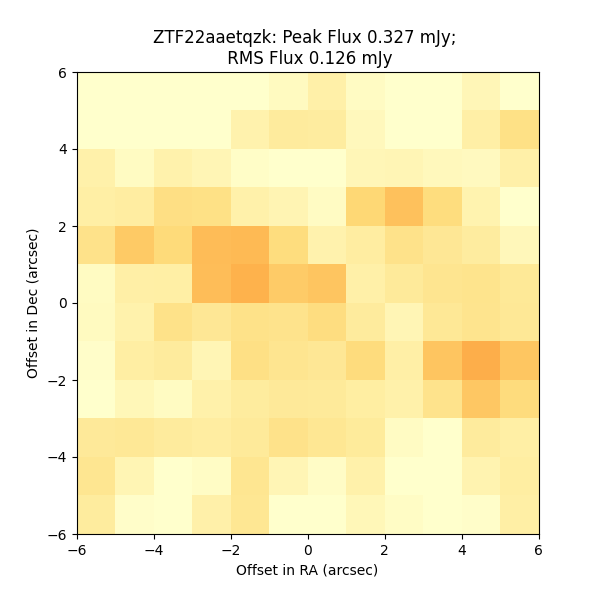 ZTF22aaetqzk: Peak Flux 0.327 mJy;
RMS Flux 0.126 mJy
6
4
2
0
−2
−4
−6
Offset in Dec (arcsec)
−6 −4 −2 0 2 4 6
Offset in RA (arcsec)